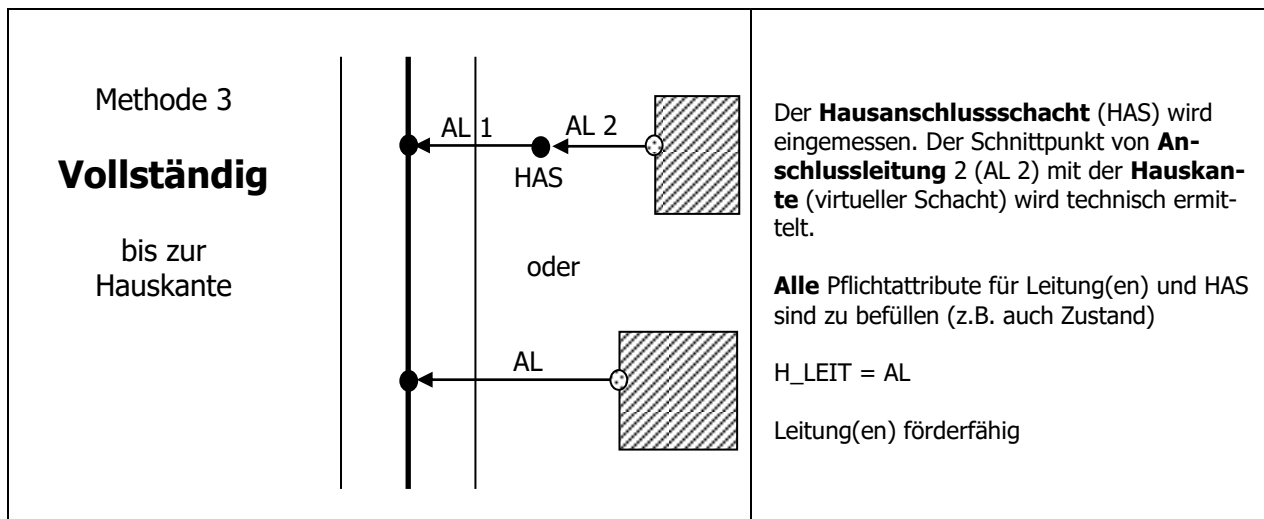 Methode 3
Vollständig
bis zur
Hauskante
AL 1
AL 2
HAS
oder
AL
Der Hausanschlussschacht (HAS) wird
eingemessen. Der Schnittpunkt von An-
schlussleitung 2 (AL 2) mit der Hauskan-
te (virtueller Schacht) wird technisch ermit-
telt.
Alle Pflichtattribute für Leitung(en) und HAS
sind zu befüllen (z.B. auch Zustand)
H_LEIT = AL
Leitung(en) förderfähig